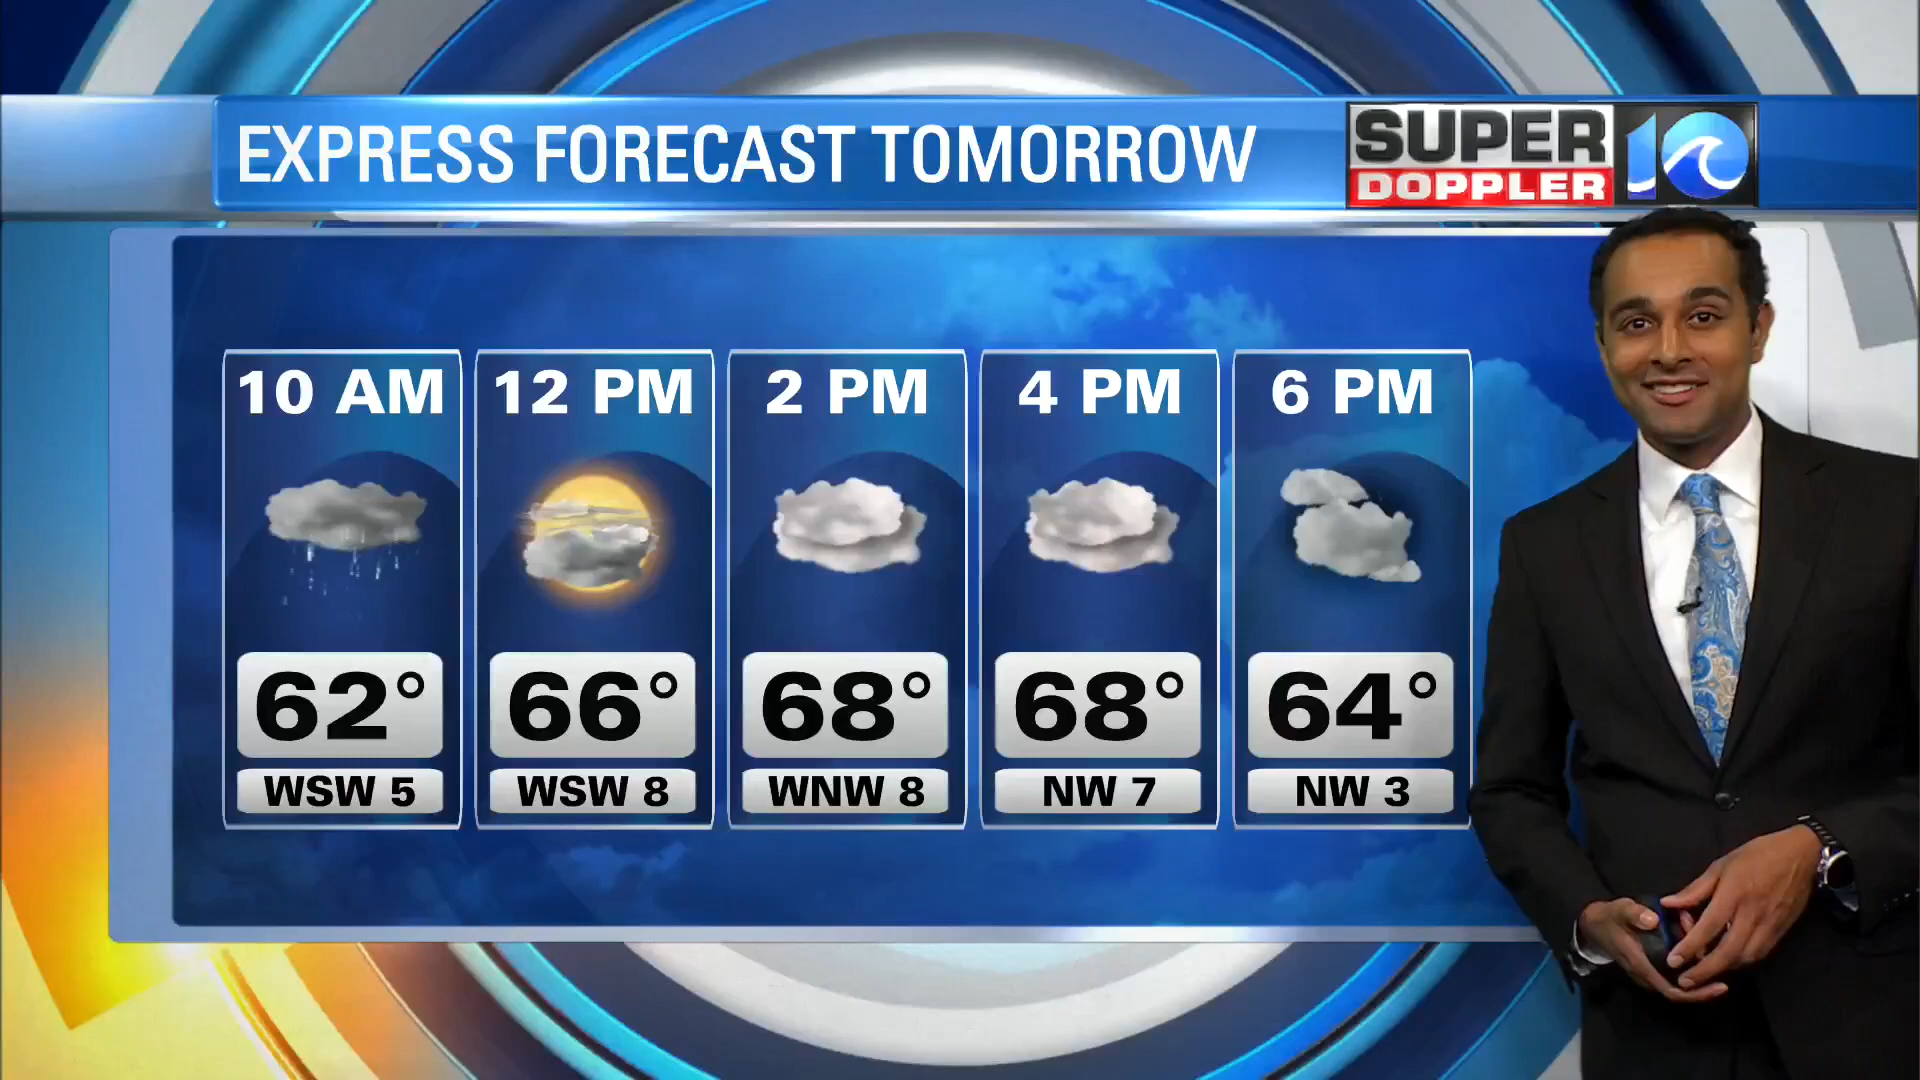 EXPRESS FORECAST TOMORROW
SUPER
DOPPLER
10
10 AM
62°
WSW 5
12 PM
66°
WSW 8
2 PM
68°
WNW 8
4 PM
68°
NW 7
6 PM
64°
NW 3